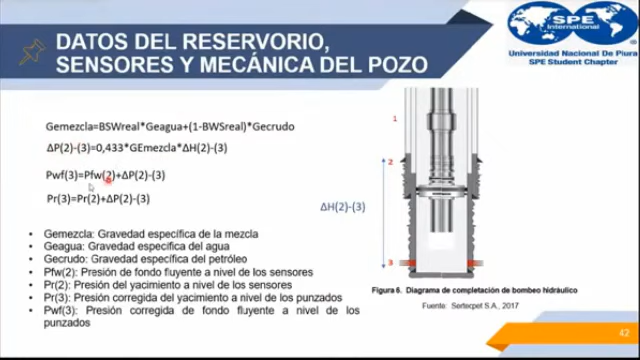 DATOS DEL RESERVORIO,
SENSORES Y MECÁNICA DEL POZO
SPE
International
Universidad Nacional De Piura
SPE Student Chapter
Gemezcla=BSWreal*Geagua+(1-BWSreal)*Gecrudo
ΔP(2)-(3)=0,433*GEmezcla*ΔH(2)-(3)
Pwf(3)=Pfw(2)+ΔP(2)-(3)
Pr(3)=Pr(2)+ΔP(2)-(3)
1
2
ΔH(2)-(3)
3
• Gemezcla: Gravedad específica de la mezcla
• Geagua: Gravedad específica del agua
• Gecrudo: Gravedad específica del petróleo
• Pfw(2): Presión de fondo fluyente a nivel de los sensores
• Pr(2): Presión del yacimiento a nivel de los sensores
• Pr(3): Presión corregida del yacimiento a nivel de los punzados
• Pwf(3): Presión corregida de fondo fluyente a nivel de los
punzados
Figura 6. Diagrama de completación de bombeo hidráulico
Fuente: Sertecpet S.A., 2017
42